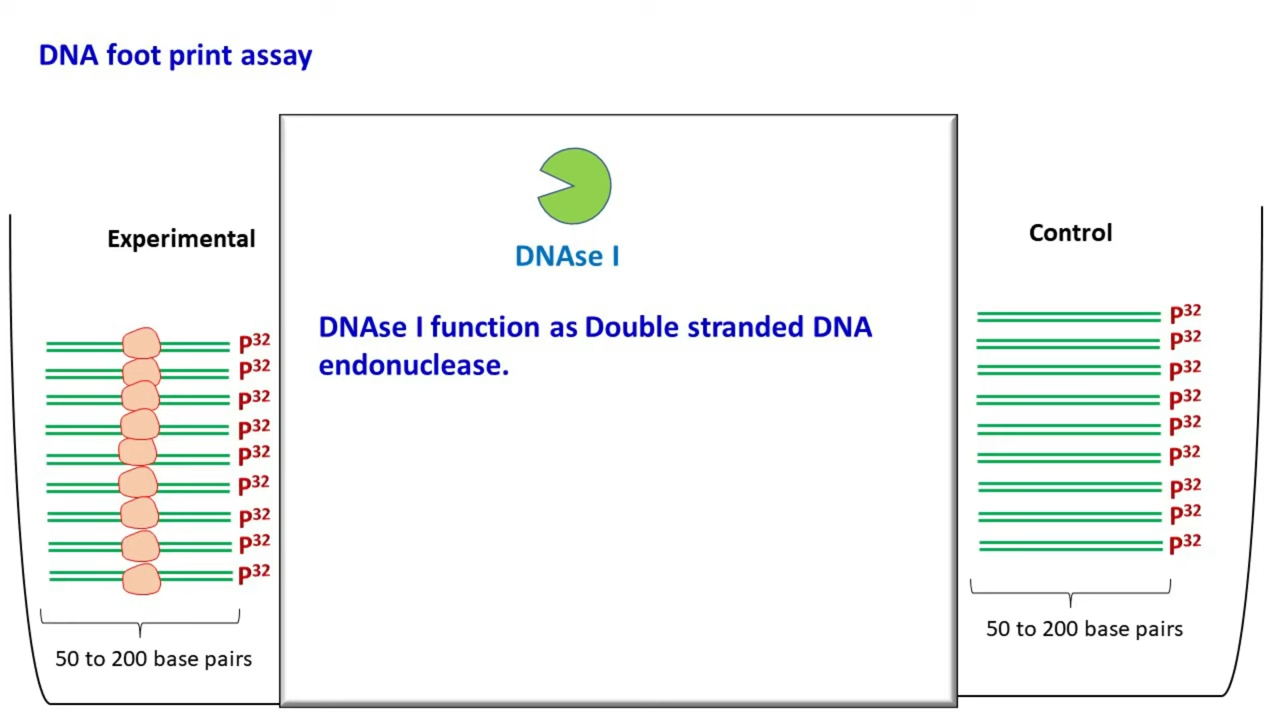 DNA foot print assay
Experimental
P32
P32
P32
P32
P32
P32
P32
P32
P32
50 to 200 base pairs
DNAse I
DNAse I function as Double stranded DNA
endonuclease.
Control
P32
P32
P32
P32
P32
P32
P32
P32
P32
50 to 200 base pairs